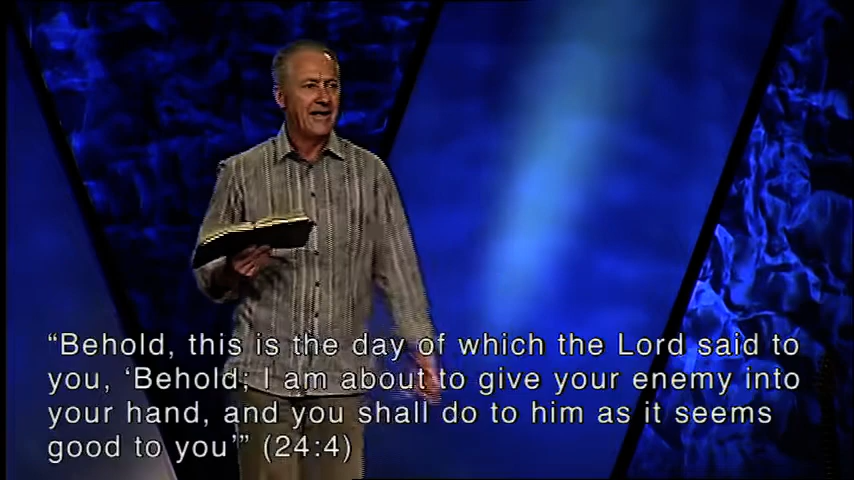 “Behold, this is the day of which the Lord said to
you, ‘Behold; I am about to give your enemy into
your hand, and you shall do to him as it seems
good to you’” (24:4)